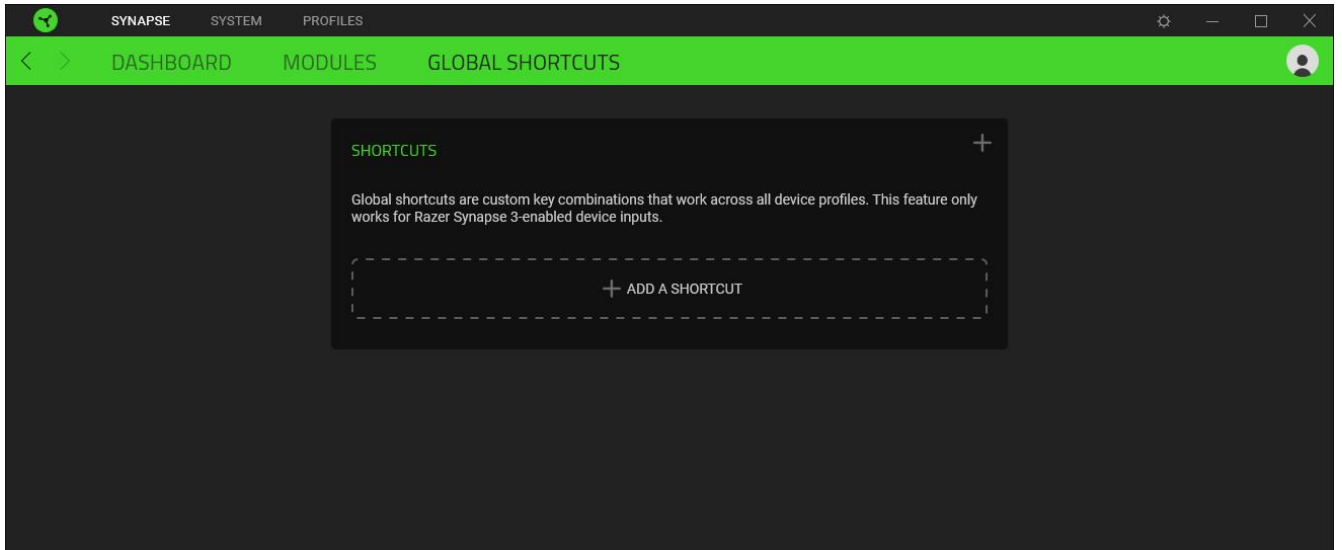 SYNAPSE SYSTEM PROFILES
DASHBOARD MODULES GLOBAL SHORTCUTS
SHORTCUTS
Global shortcuts are custom key combinations that work across all device profiles. This feature only
works for Razer Synapse 3-enabled device inputs.
ADD A SHORTCUT